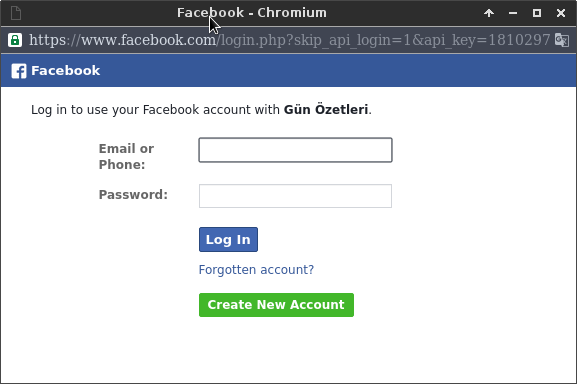 Facebook - Chromium
https://www.facebook.com/login.php?skip_api_login=1&api_key=1810297
Facebook
Log in to use your Facebook account with Gün Özetleri.
Email or
Phone:
Password:
Log In
Forgotten account?
Create New Account